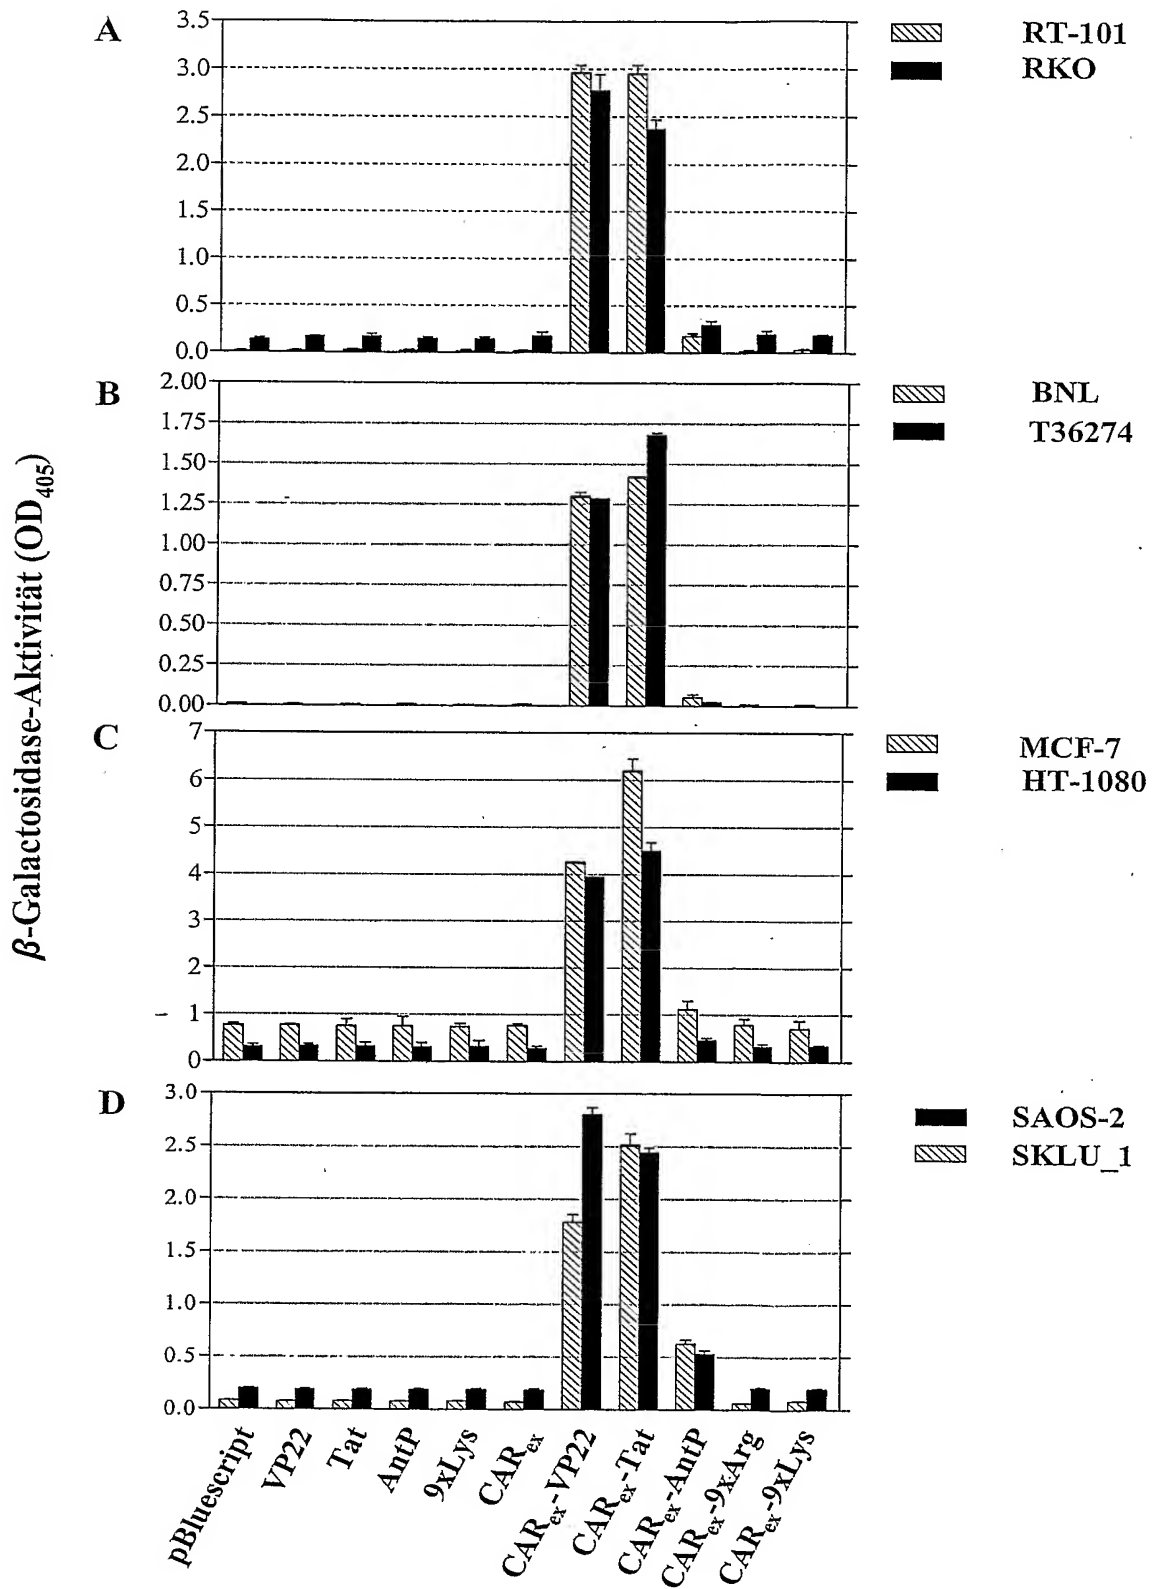 β-Galactosidase-Aktivität (OD405)
A
3.5
3.0
2.5
2.0
1.5
1.0
0.5
0.0
RT-101
RKO
B
2.00
1.75
1.50
1.25
1.00
0.75
0.50
0.25
0.00
BNL
T36274
C
7
6
5
4
3
2
1
0
MCF-7
HT-1080
D
3.0
2.5
2.0
1.5
1.0
0.5
0.0
SAOS-2
SKLU_1
pBluescript
VP22
Tat
AntP
9xLys
CARex
CARex-VP22
CARex-Tat
CARex-AntP
CARex-9xArg
CARex-9xLys